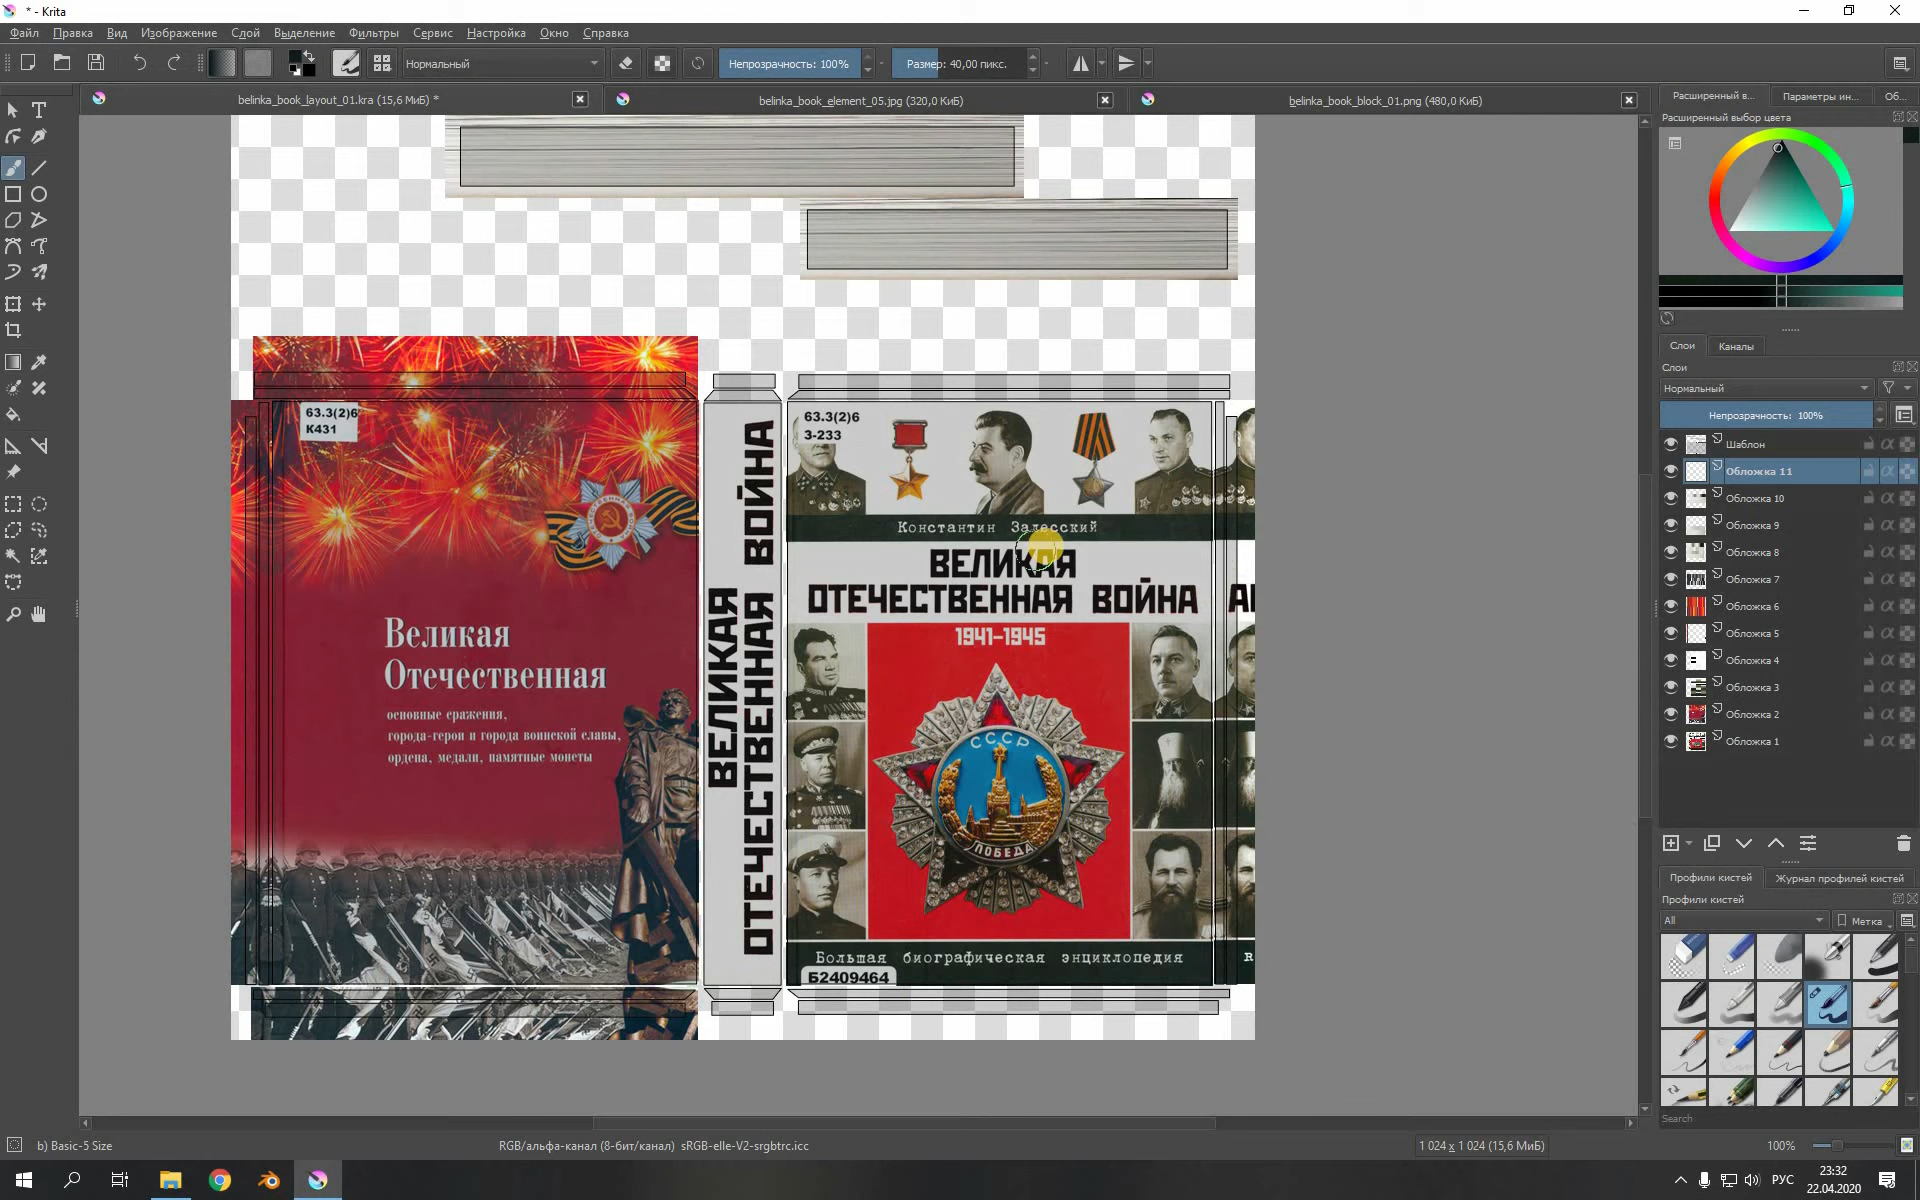 * - Krita
Файл Правка Вид Изображение Слой Выделение Фильтры Сервис Настройка Окно Справка
Нормальный
Непрозрачность: 100%
Размер: 40,00 пикс.
belinka_book_layout_01.kra (15,6 МиБ) *
belinka_book_element_05.jpg (320,0 КиБ)
belinka_book_block_01.png (480,0 КиБ)
Расширенный в...
Параметры ин...
Об...
Расширенный выбор цвета
63.3(2)6
К431
Великая
Отечественная
основные сражения,
города-герои и города воинской славы,
ордена, медали, памятные монеты
ВЕЛИКАЯ
ОТЕЧЕСТВЕННАЯ ВОЙНА
63.3(2)6
З-233
Константин Залесский
ВЕЛИКАЯ
ОТЕЧЕСТВЕННАЯ ВОЙНА
1941-1945
СССР
ПОБЕДА
Большая биографическая энциклопедия
Б2409464
Слои
Каналы
Слои
Нормальный
Непрозрачность: 100%
Шаблон
Обложка 11
Обложка 10
Обложка 9
Обложка 8
Обложка 7
Обложка 6
Обложка 5
Обложка 4
Обложка 3
Обложка 2
Обложка 1
Профили кистей
Журнал профилей кистей
Профили кистей
All
Метка
Search
b) Basic-5 Size
RGB/альфа-канал (8-бит/канал) sRGB-elle-V2-srgbtrc.icc
1 024 x 1 024 (15,6 МиБ)
100%
РУС
23:32
22.04.2020